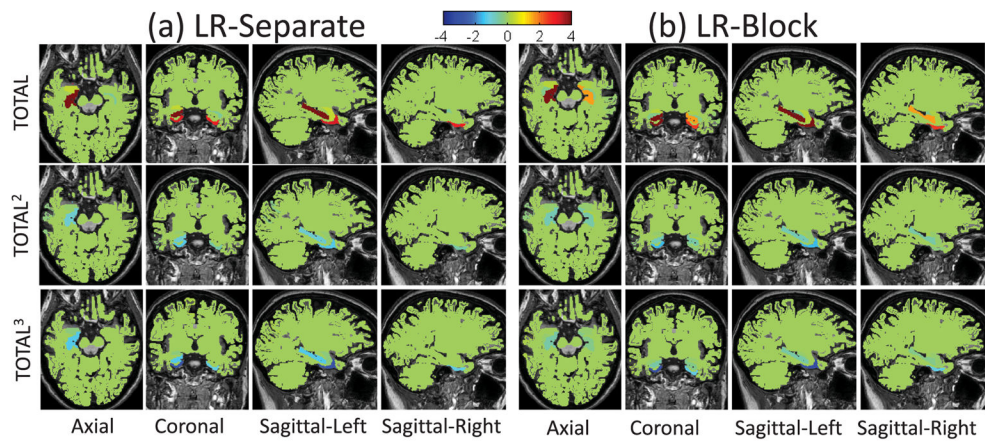 (a) LR-Separate
-4 -2 0 2 4
(b) LR-Block
TOTAL
TOTAL²
TOTAL³
Axial Coronal Sagittal-Left Sagittal-Right Axial Coronal Sagittal-Left Sagittal-Right